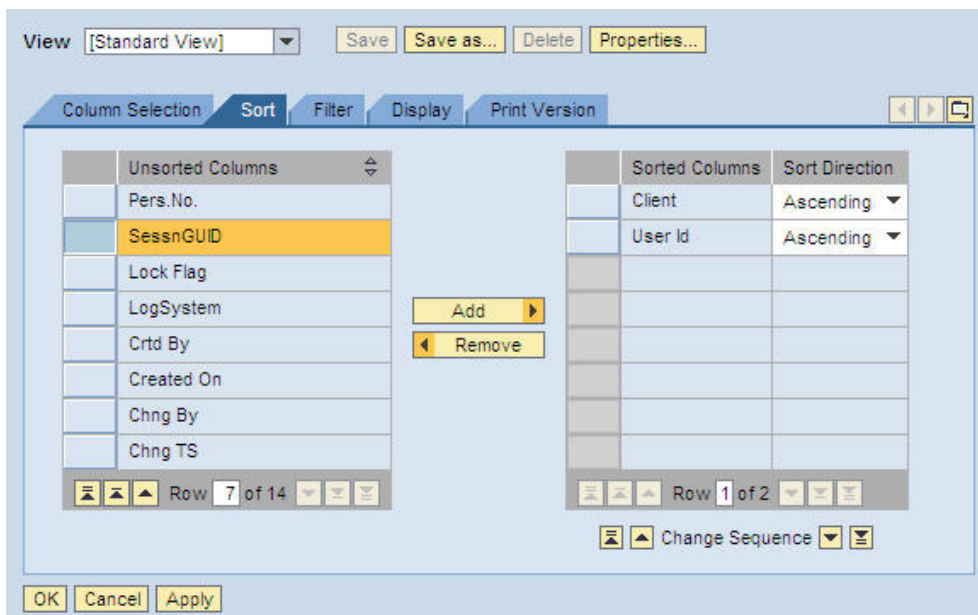 View [Standard View] Save Save as... Delete Properties...
Column Selection Sort Filter Display Print Version
Unsorted Columns Sorted Columns Sort Direction
Pers.No. Client Ascending
SessnGUID User Id Ascending
Lock Flag
LogSystem Add
Crtd By Remove
Created On
Chng By
Chng TS
Row 7 of 14 Row 1 of 2
Change Sequence
OK Cancel Apply